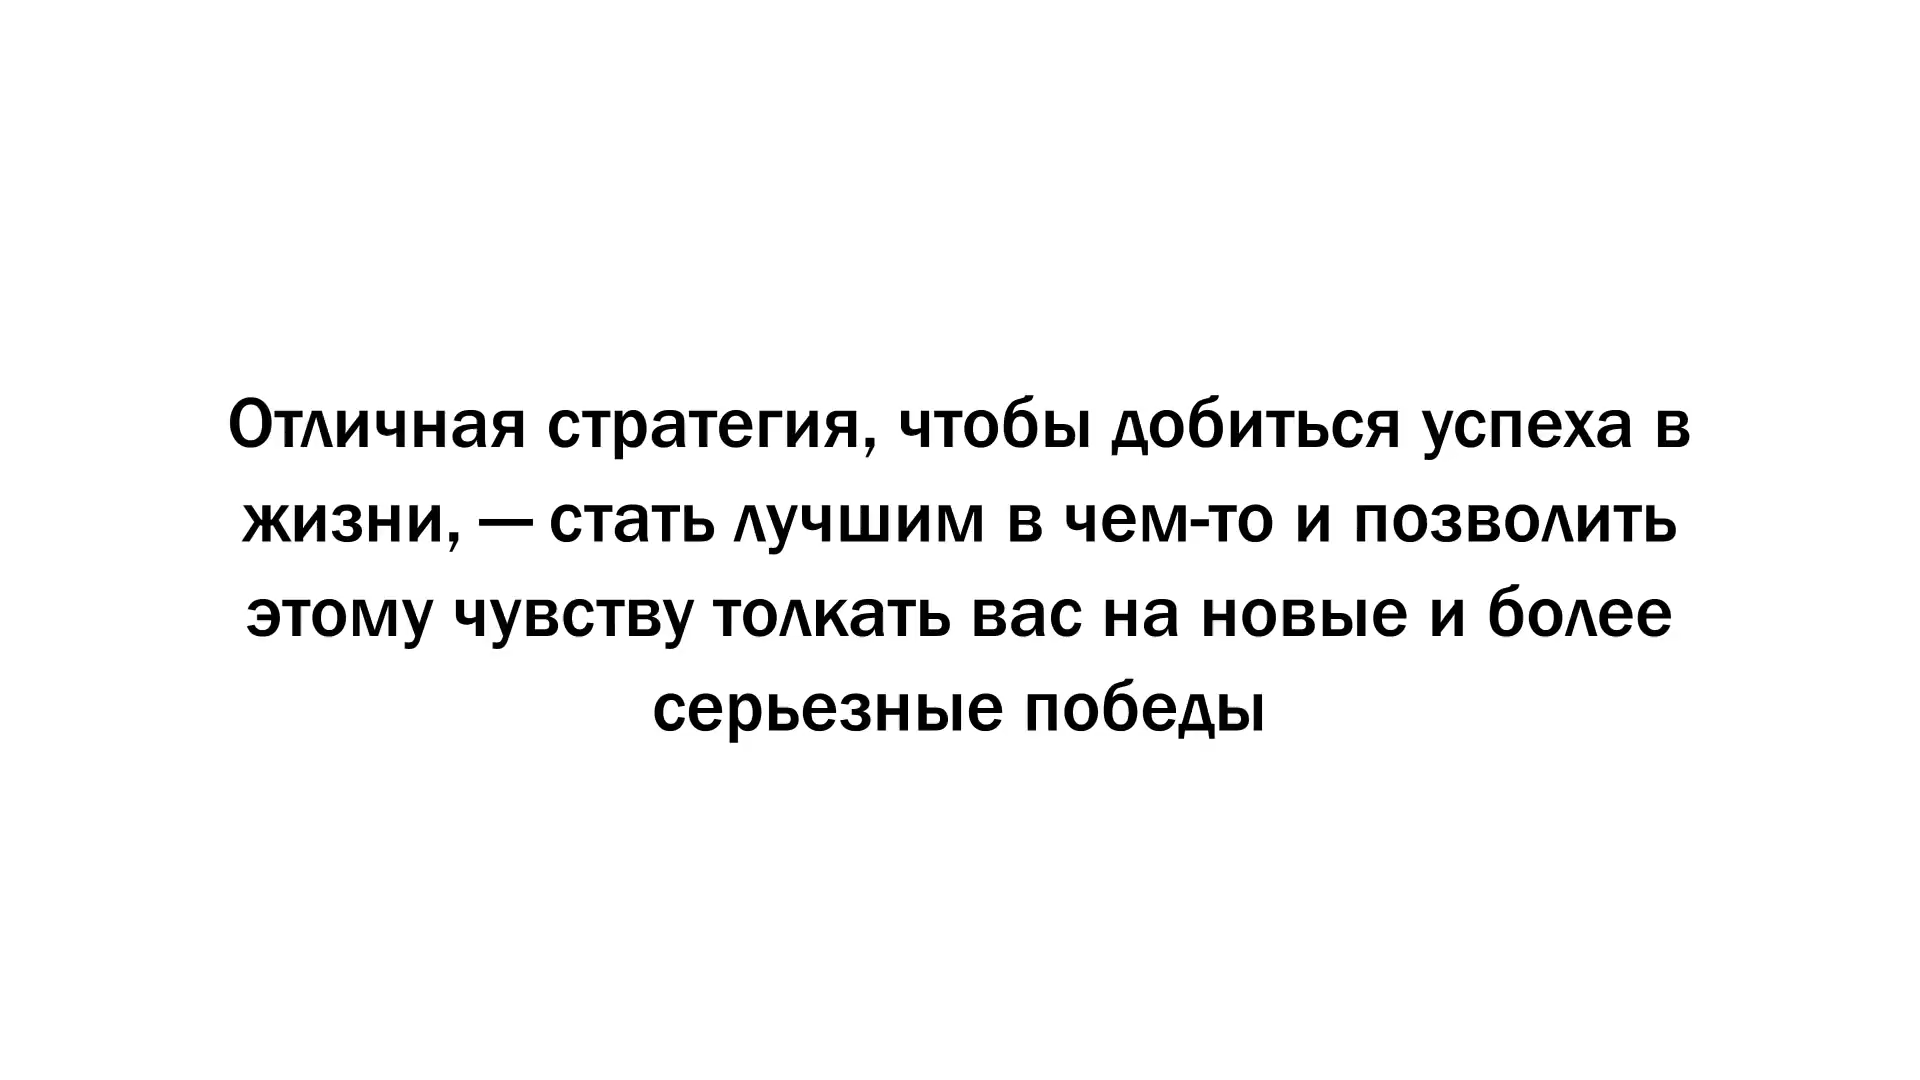 Отличная стратегия, чтобы добиться успеха в
жизни, — стать лучшим в чем-то и позволить
этому чувству толкать вас на новые и более
серьезные победы